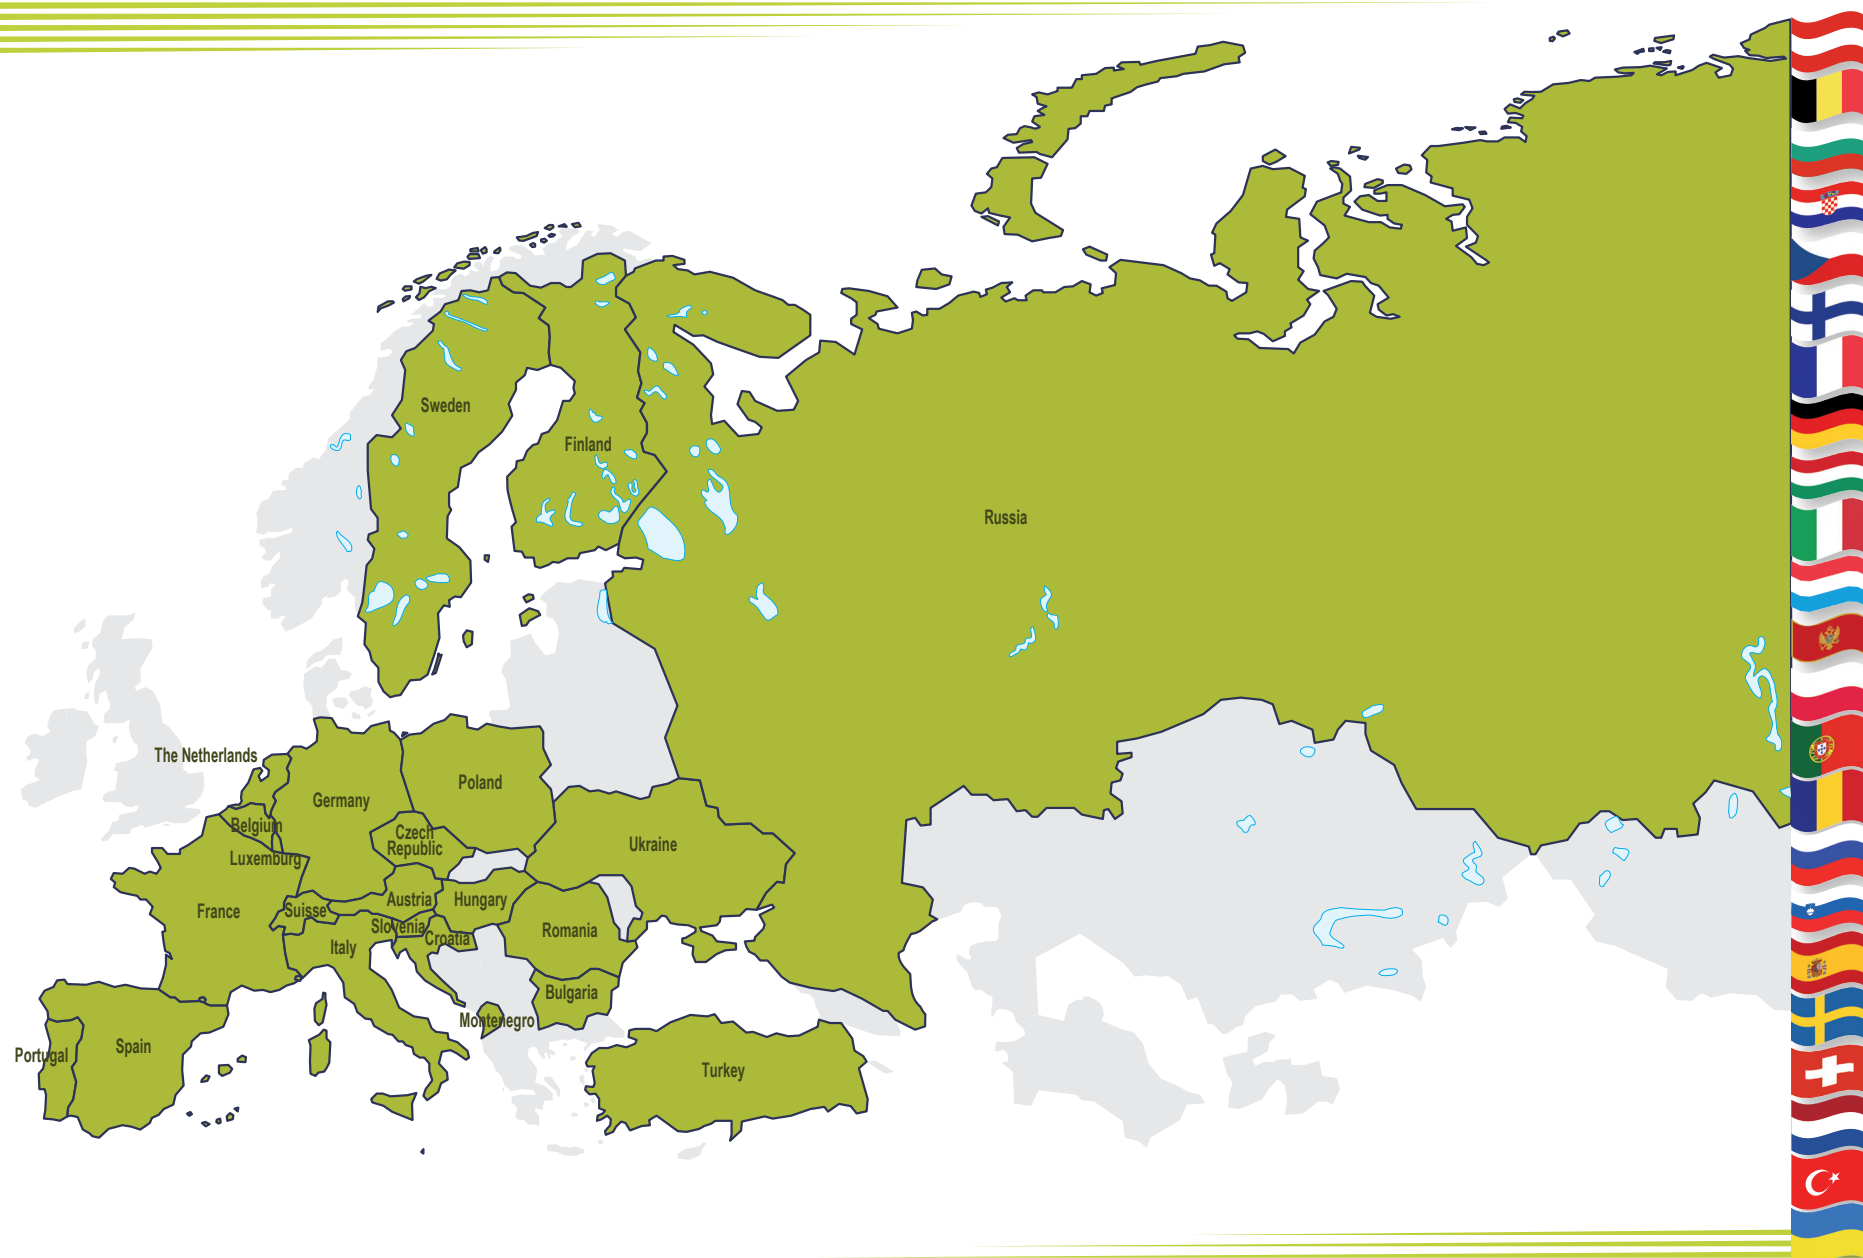 Sweden
Finland
Russia
The Netherlands
Poland
Germany
Belgium
Czech
Republic
Ukraine
Luxemburg
Austria
Hungary
France
Suisse
Slovenia
Romania
Croatia
Italy
Bulgaria
Montenegro
Spain
Portugal
Turkey